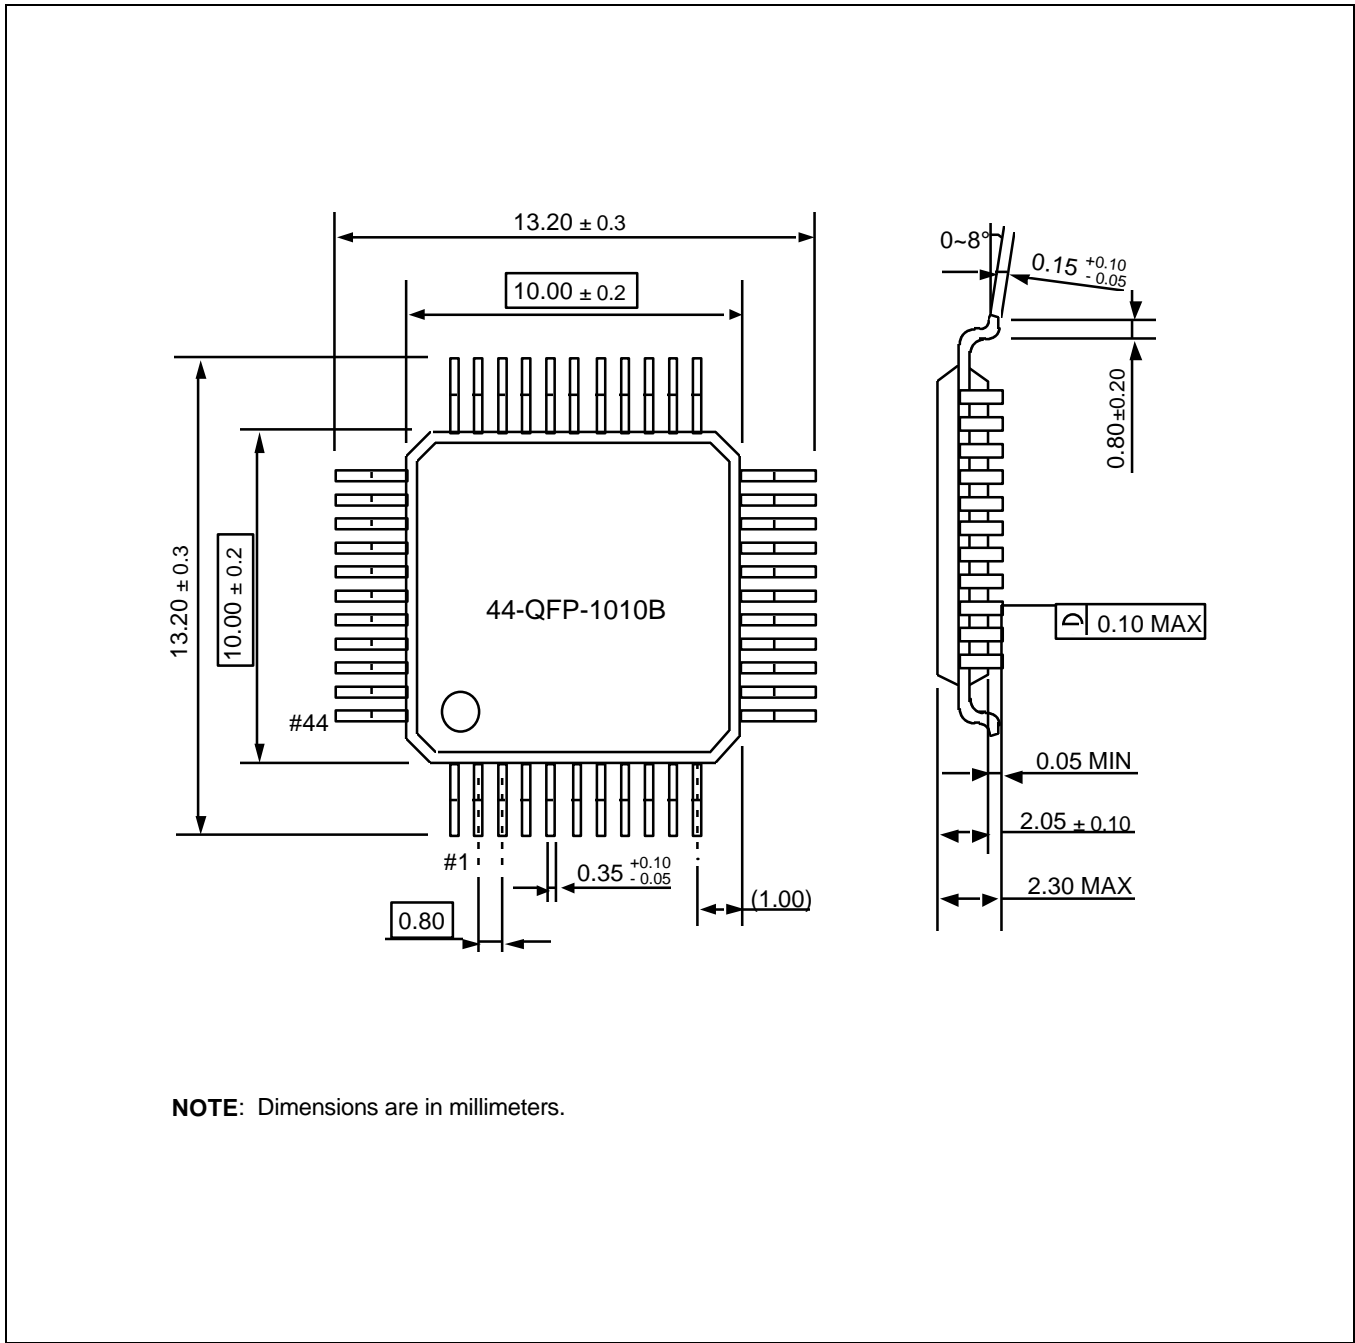 13.20 ± 0.3
10.00 ± 0.2
0~8°
0.15 +0.10 - 0.05
0.80±0.20
13.20 ± 0.3
10.00 ± 0.2
44-QFP-1010B
0.10 MAX
#44
0.05 MIN
2.05 ± 0.10
#1
0.35 +0.10 - 0.05
2.30 MAX
(1.00)
0.80
NOTE: Dimensions are in millimeters.